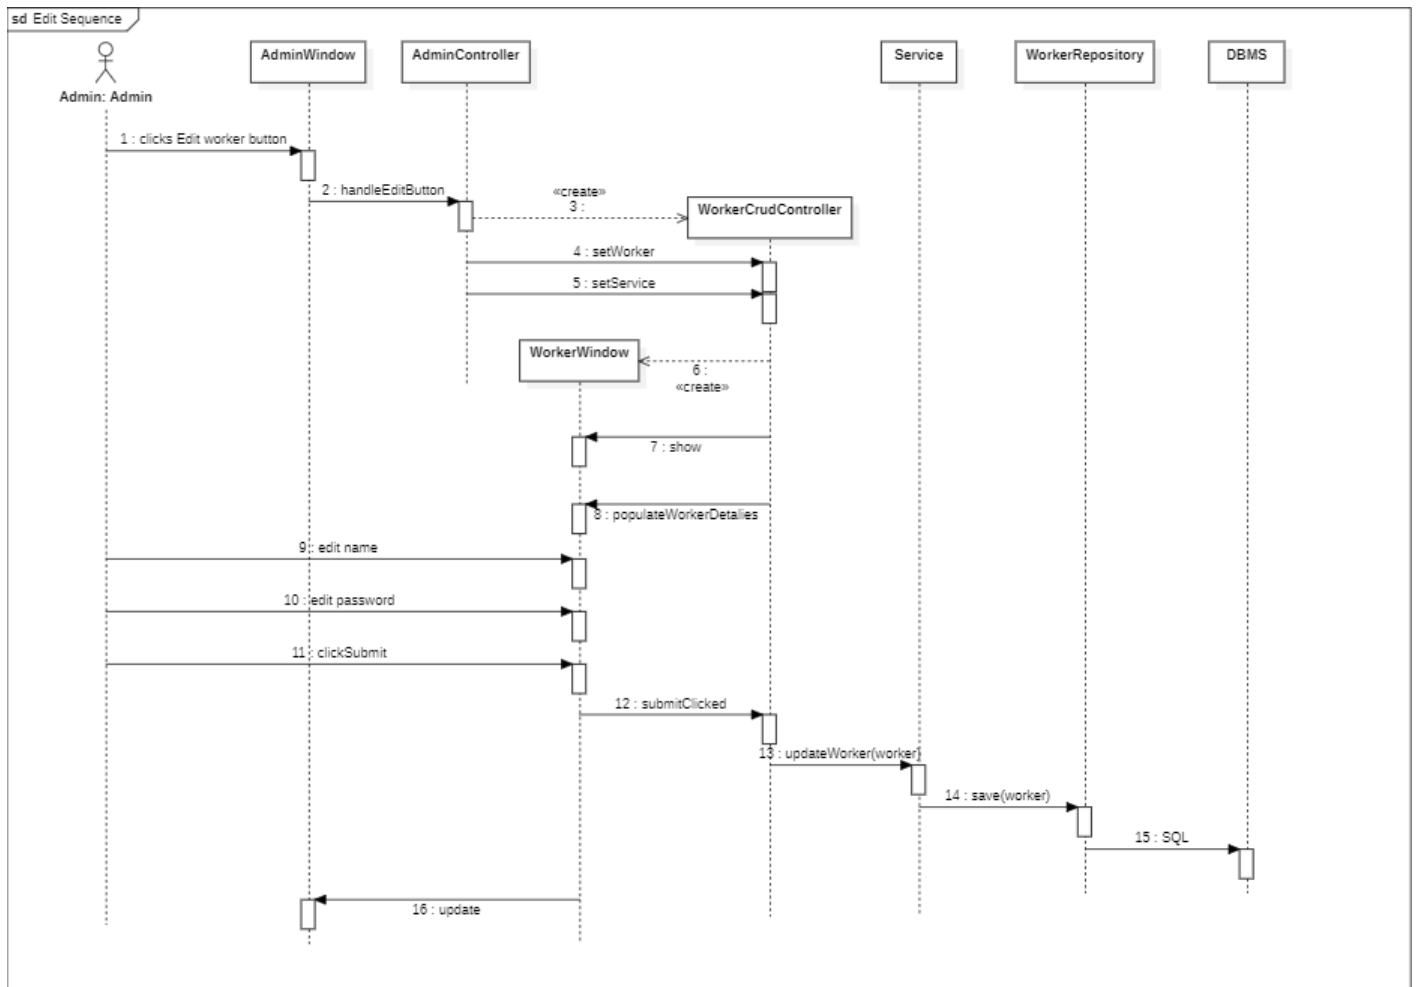 sd Edit Sequence
AdminWindow
AdminController
Service
WorkerRepository
DBMS
Admin: Admin
1 : clicks Edit worker button
2 : handleEditButton
«create»
3 :
WorkerCrudController
4 : setWorker
5 : setService
WorkerWindow
6 :
«create»
7 : show
8 : populateWorkerDetalies
9 : edit name
10 : edit password
11 : clickSubmit
12 : submitClicked
13 : updateWorker(worker)
14 : save(worker)
15 : SQL
16 : update